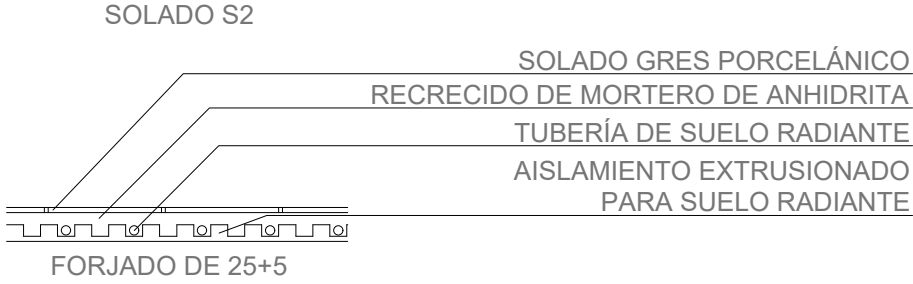 SOLADO S2
SOLADO GRES PORCELÁNICO
RECRECIDO DE MORTERO DE ANHIDRITA
TUBERÍA DE SUELO RADIANTE
AISLAMIENTO EXTRUSIONADO
PARA SUELO RADIANTE
FORJADO DE 25+5